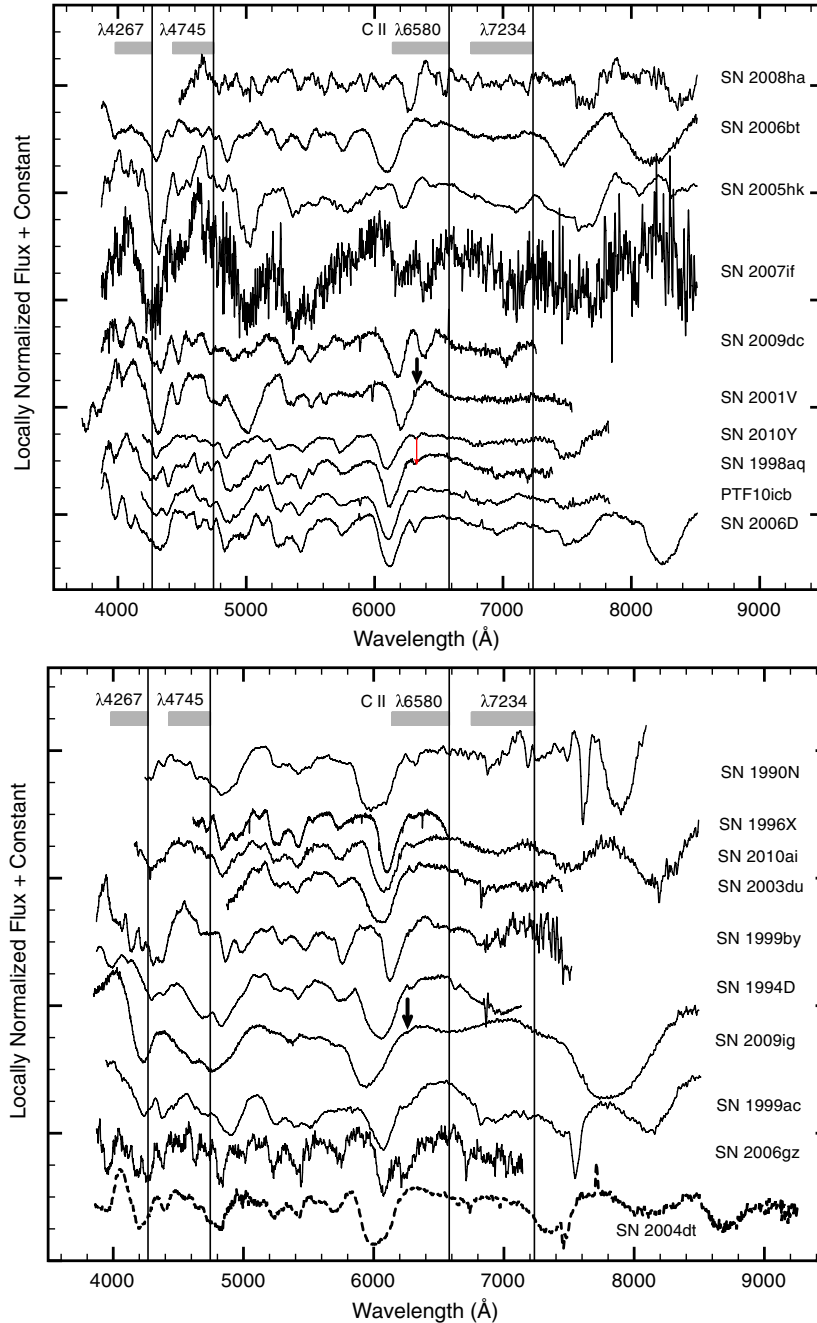 λ4267 λ4745 C II λ6580 λ7234
SN 2008ha
SN 2006bt
SN 2005hk
SN 2007if
SN 2009dc
SN 2001V
SN 2010Y
SN 1998aq
PTF10icb
SN 2006D
Locally Normalized Flux + Constant
4000 5000 6000 7000 8000 9000
Wavelength (Å)
λ4267 λ4745 C II λ6580 λ7234
SN 1990N
SN 1996X
SN 2010ai
SN 2003du
SN 1999by
SN 1994D
SN 2009ig
SN 1999ac
SN 2006gz
SN 2004dt
Locally Normalized Flux + Constant
4000 5000 6000 7000 8000 9000
Wavelength (Å)